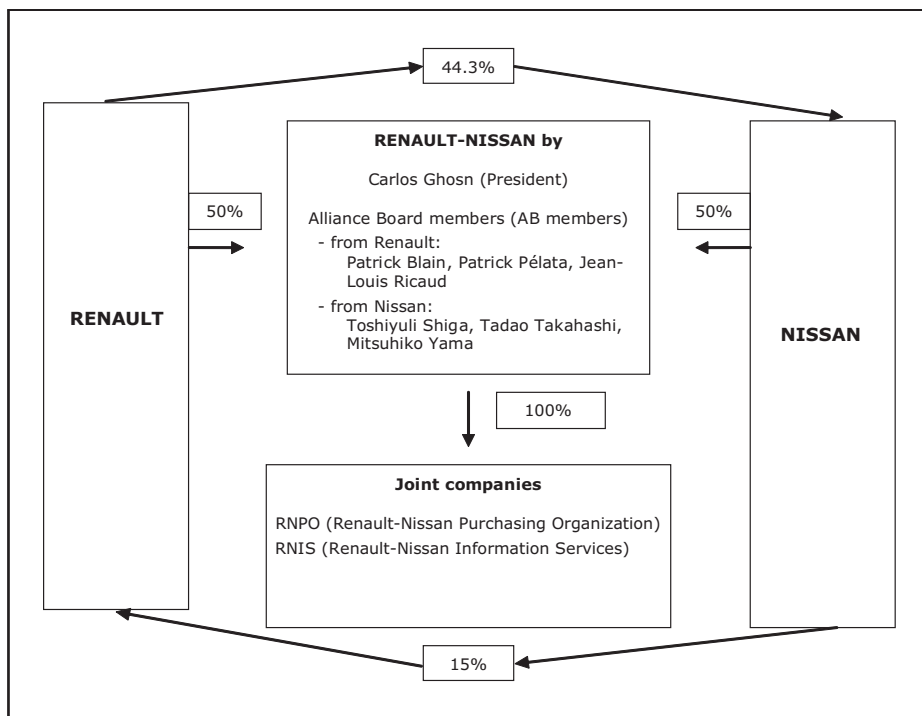 44.3%
RENAULT-NISSAN by
Carlos Ghosn (President)
50%
50%
Alliance Board members (AB members)
- from Renault:
Patrick Blain, Patrick Pélata, Jean-
Louis Ricaud
- from Nissan:
Toshiyuli Shiga, Tadao Takahashi,
Mitsuhiko Yama
RENAULT
NISSAN
100%
Joint companies
RNPO (Renault-Nissan Purchasing Organization)
RNIS (Renault-Nissan Information Services)
15%